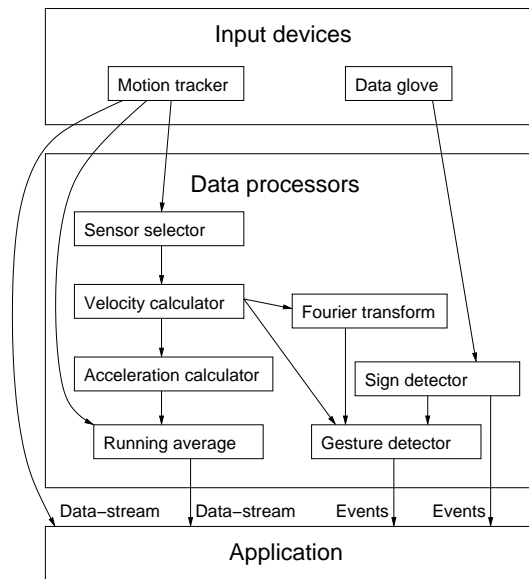 Input devices
Motion tracker
Data glove
Data processors
Sensor selector
Velocity calculator
Fourier transform
Acceleration calculator
Sign detector
Running average
Gesture detector
Data−stream
Data−stream
Events
Events
Application